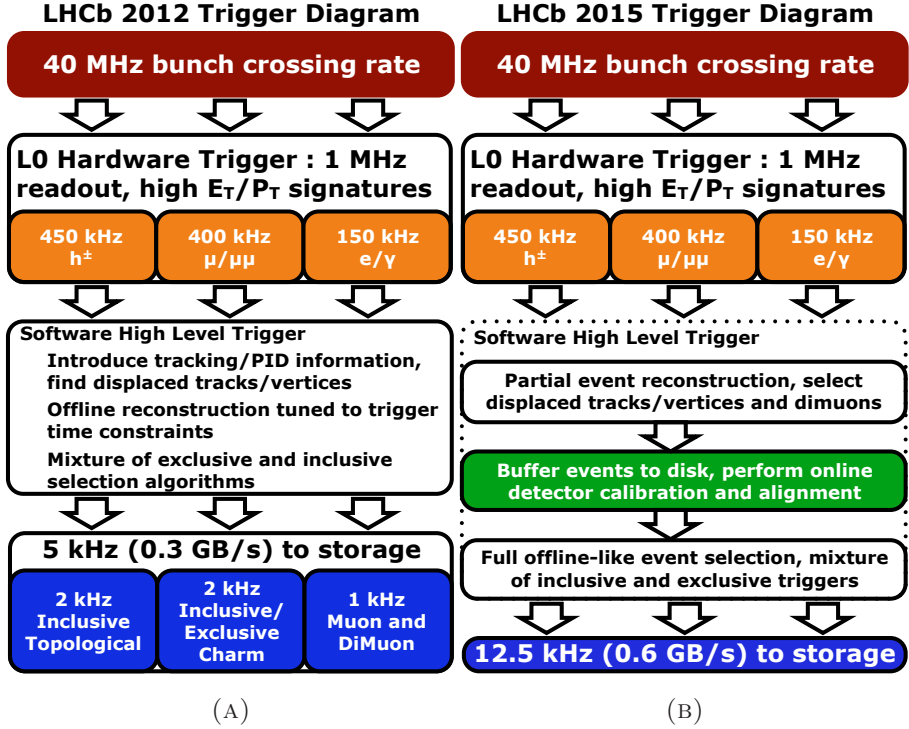 LHCb 2012 Trigger Diagram
40 MHz bunch crossing rate
L0 Hardware Trigger : 1 MHz
readout, high E_T/P_T signatures
450 kHz
h±
400 kHz
μ/μμ
150 kHz
e/γ
Software High Level Trigger
Introduce tracking/PID information,
find displaced tracks/vertices
Offline reconstruction tuned to trigger
time constraints
Mixture of exclusive and inclusive
selection algorithms
5 kHz (0.3 GB/s) to storage
2 kHz
Inclusive
Topological
2 kHz
Inclusive/
Exclusive
Charm
1 kHz
Muon and
DiMuon
(A)
LHCb 2015 Trigger Diagram
40 MHz bunch crossing rate
L0 Hardware Trigger : 1 MHz
readout, high E_T/P_T signatures
450 kHz
h±
400 kHz
μ/μμ
150 kHz
e/γ
Software High Level Trigger
Partial event reconstruction, select
displaced tracks/vertices and dimuons
Buffer events to disk, perform online
detector calibration and alignment
Full offline-like event selection, mixture
of inclusive and exclusive triggers
12.5 kHz (0.6 GB/s) to storage
(B)